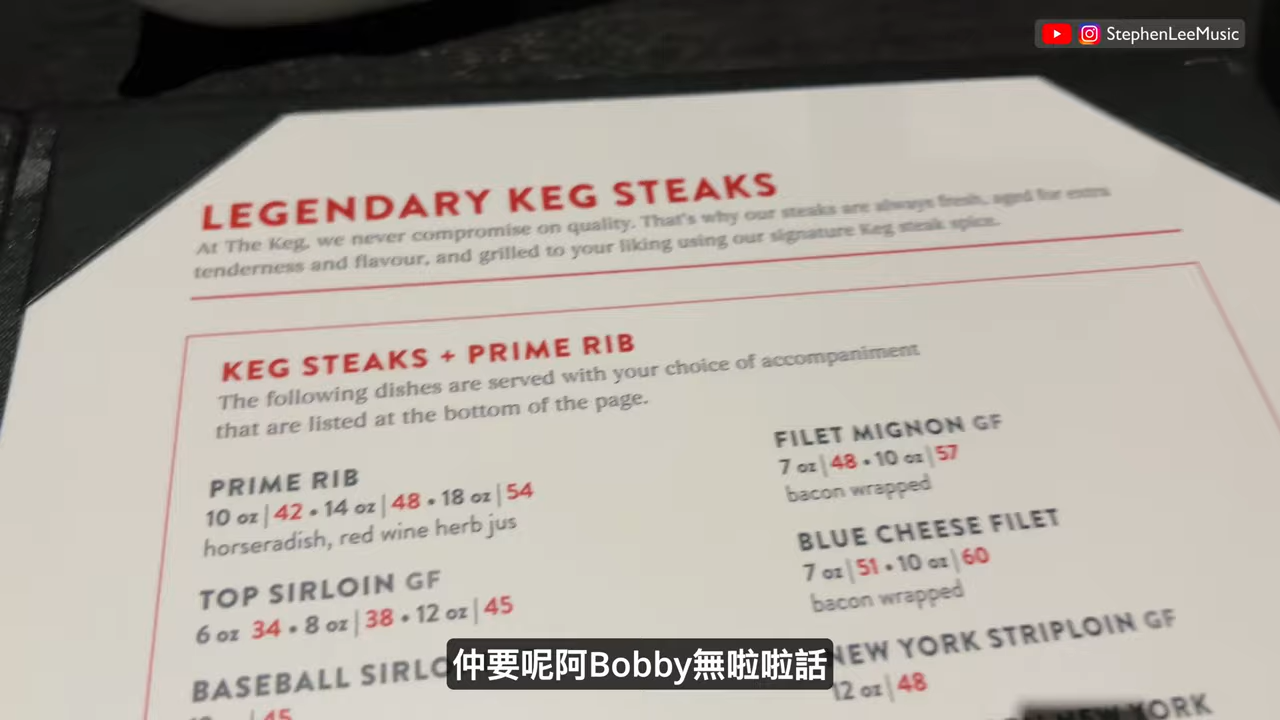 StephenLeeMusic
LEGENDARY KEG STEAKS
At The Keg, we never compromise on quality. That's why our steaks are always fresh, aged for extra
tenderness and flavour, and grilled to your liking using our signature Keg steak spice.
KEG STEAKS + PRIME RIB
The following dishes are served with your choice of accompaniment
that are listed at the bottom of the page.
PRIME RIB
10 oz | 42 • 14 oz | 48 • 18 oz | 54
horseradish, red wine herb jus
TOP SIRLOIN GF
6 oz 34 • 8 oz | 38 • 12 oz | 45
BASEBALL SIRLO
45
FILET MIGNON GF
7 oz | 48 • 10 oz | 57
bacon wrapped
BLUE CHEESE FILET
7 oz | 51 • 10 oz | 60
bacon wrapped
NEW YORK STRIPLOIN GF
12 oz | 48
NEW YORK
仲要呢阿Bobby無啦啦話